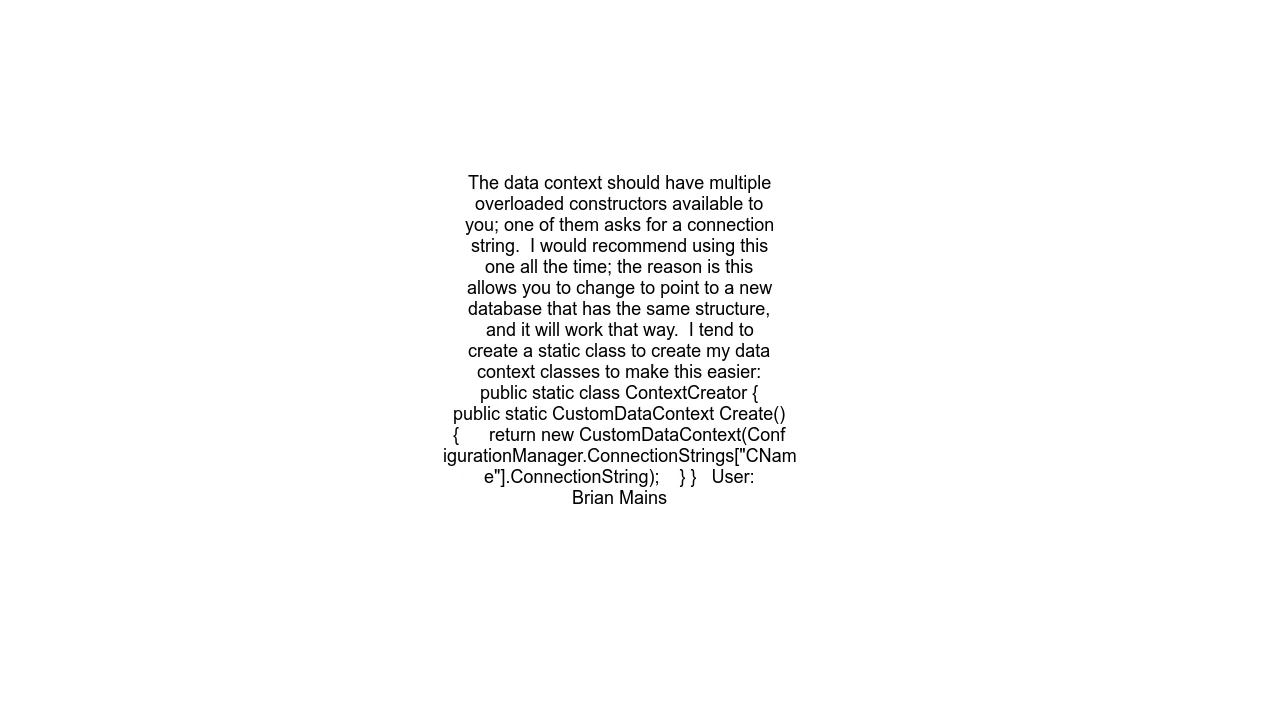 The data context should have multiple
overloaded constructors available to
you; one of them asks for a connection
string.  I would recommend using this
one all the time; the reason is this
allows you to change to point to a new
database that has the same structure,
and it will work that way.  I tend to
create a static class to create my data
context classes to make this easier:
public static class ContextCreator {
public static CustomDataContext Create()
{      return new CustomDataContext(Conf
igurationManager.ConnectionStrings["CNam
e"].ConnectionString);    } }   User:
Brian Mains